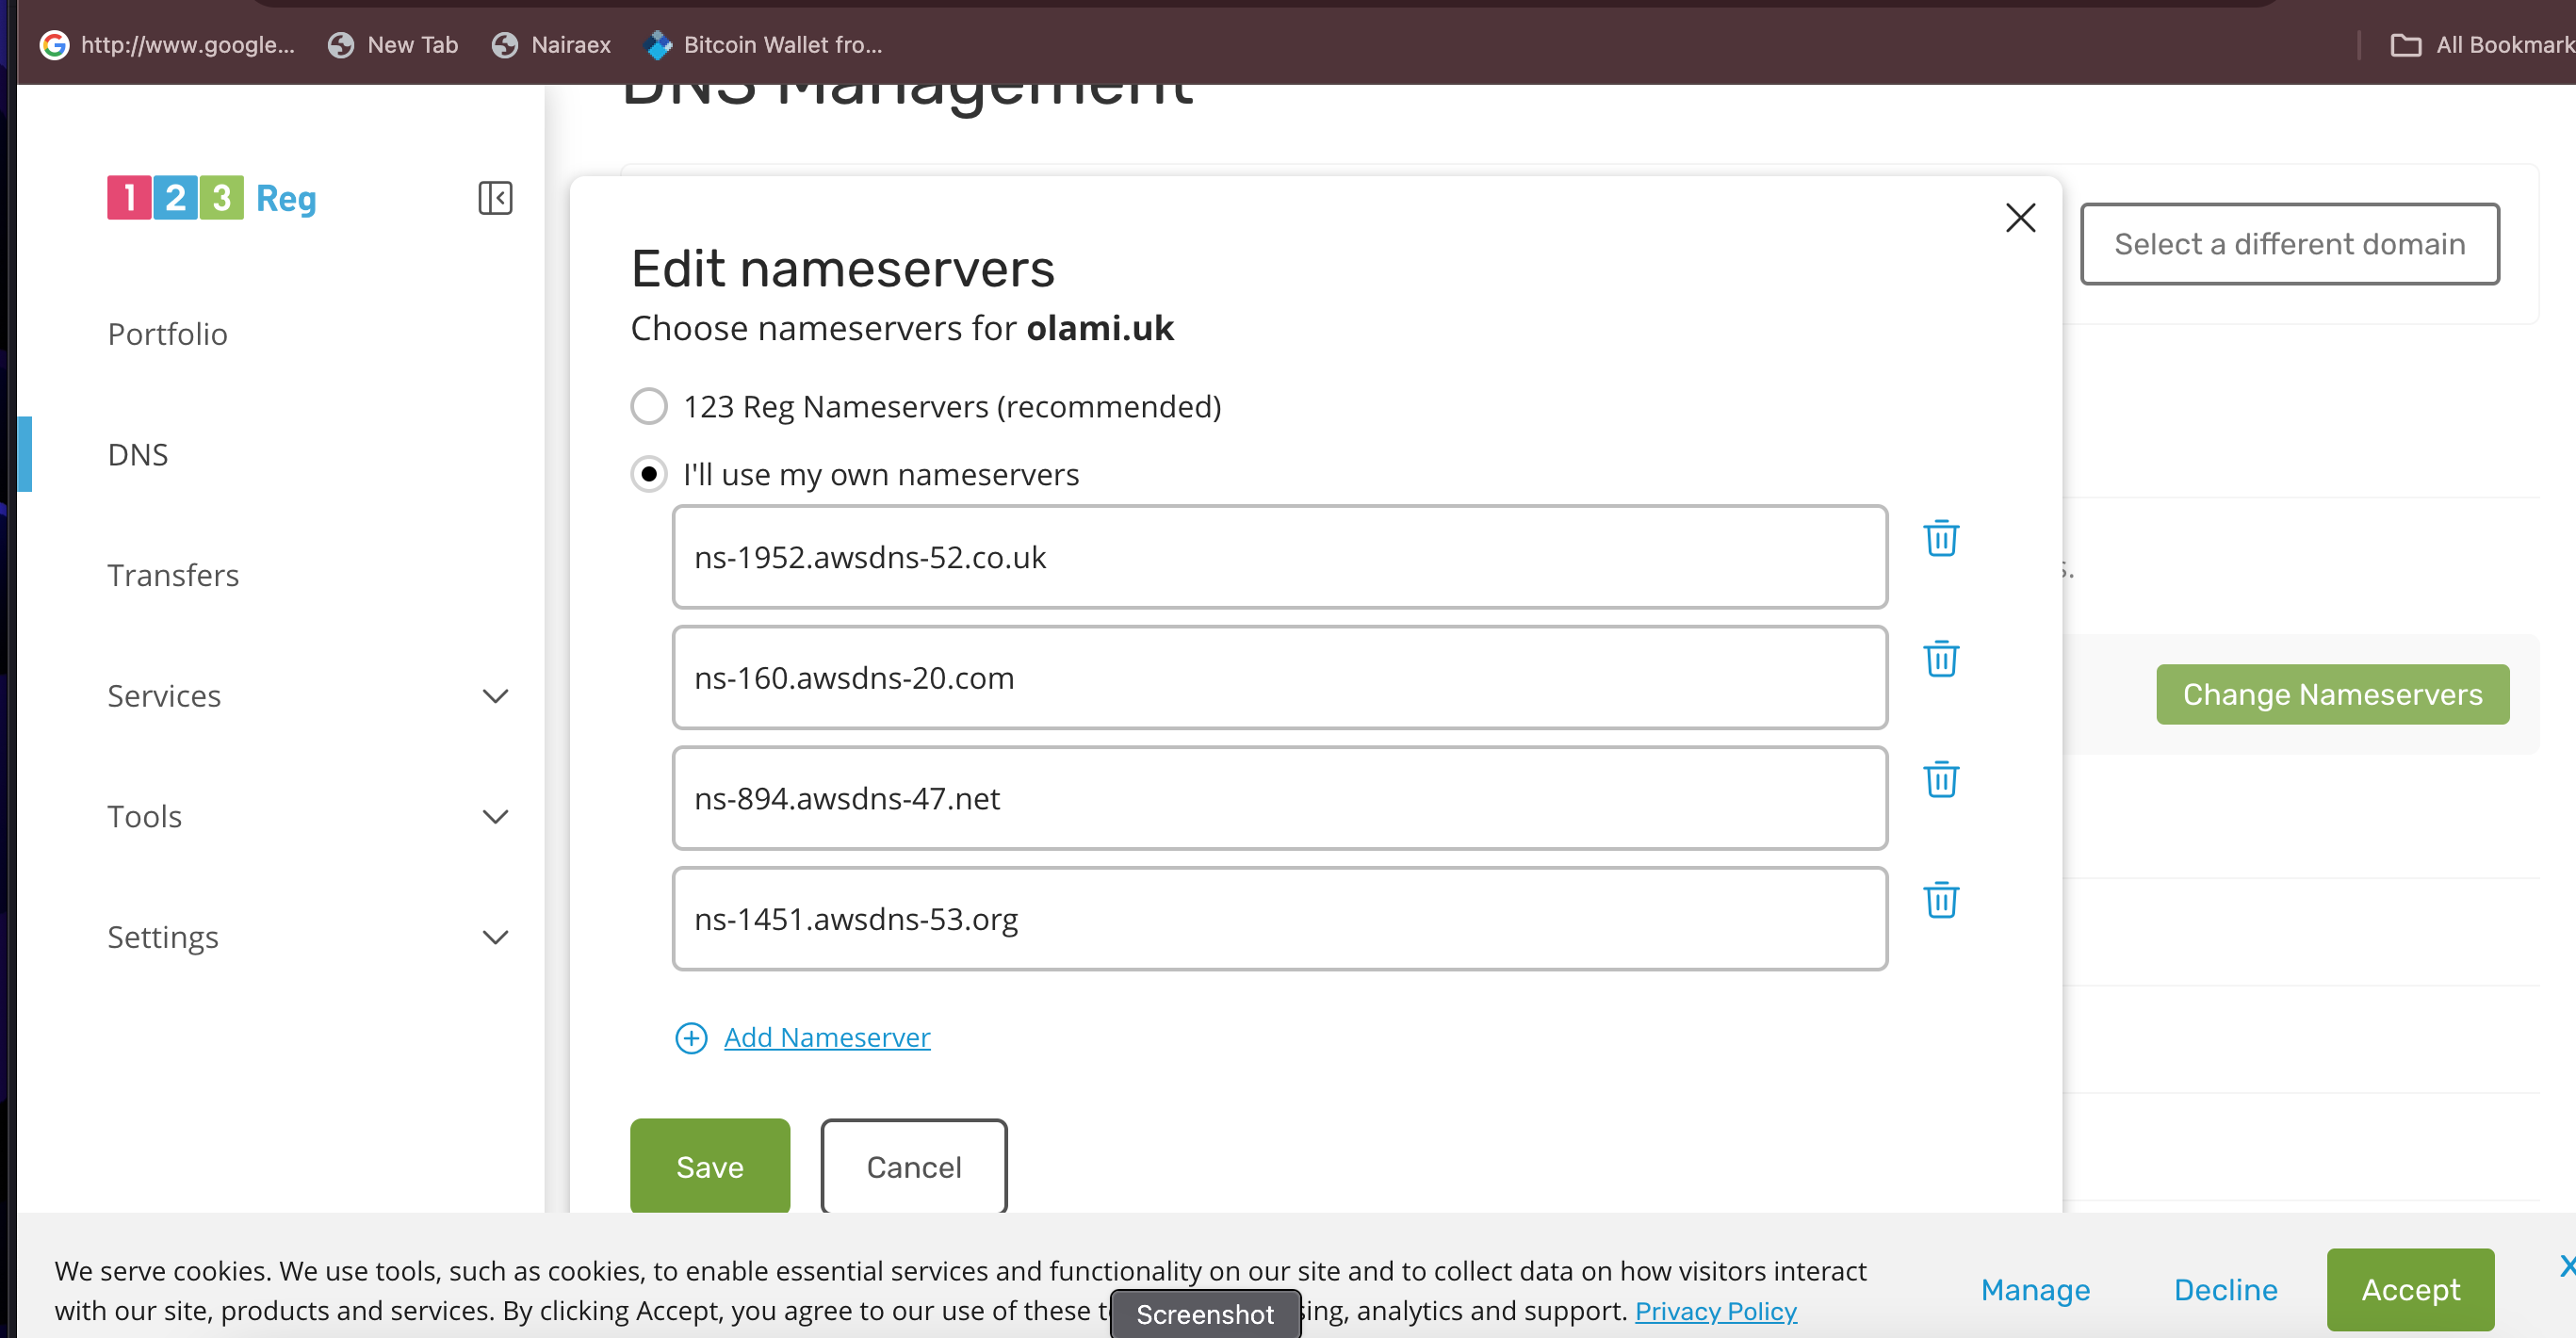 http://www.google... New Tab Nairaex Bitcoin Wallet fro... All Bookmark
DNS Management
1 2 3 Reg
Select a different domain
Edit nameservers
Choose nameservers for olami.uk
Portfolio
123 Reg Nameservers (recommended)
DNS
I'll use my own nameservers
ns-1952.awsdns-52.co.uk
Transfers
s.
ns-160.awsdns-20.com
Services
Change Nameservers
ns-894.awsdns-47.net
Tools
ns-1451.awsdns-53.org
Settings
Add Nameserver
Save Cancel
We serve cookies. We use tools, such as cookies, to enable essential services and functionality on our site and to collect data on how visitors interact
with our site, products and services. By clicking Accept, you agree to our use of these t Screenshot sing, analytics and support. Privacy Policy
Manage Decline Accept